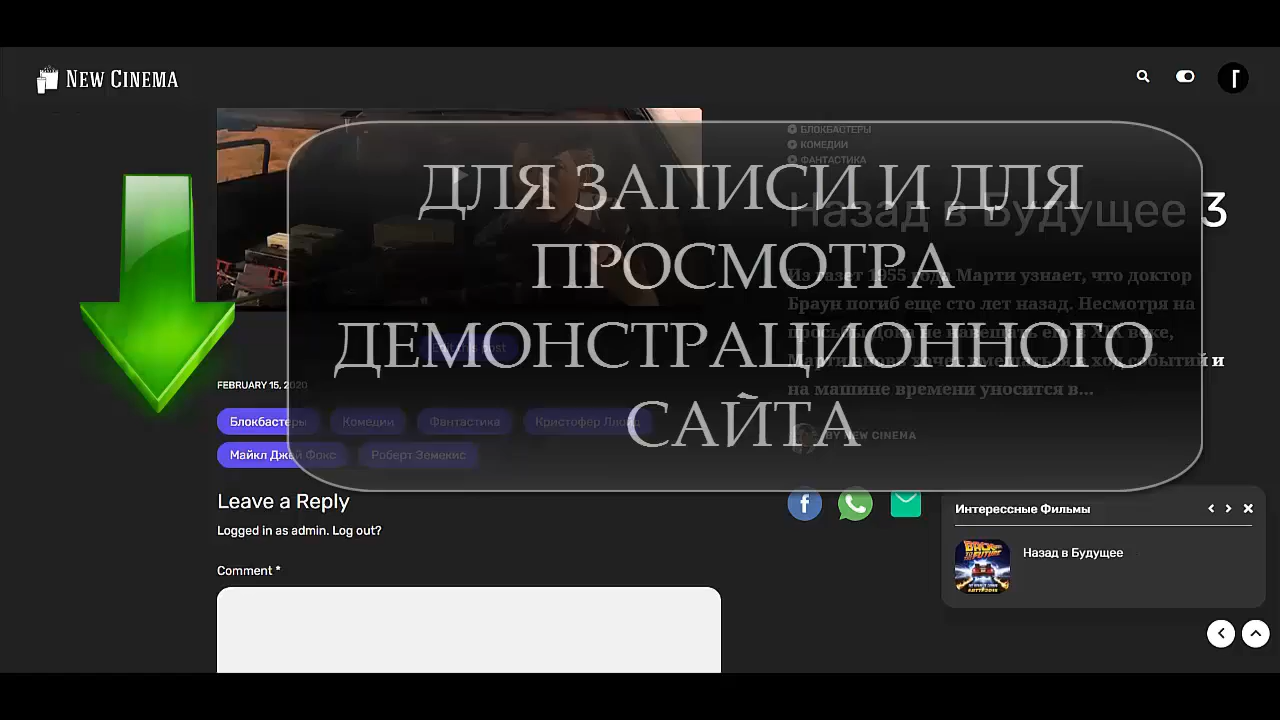 NEW CINEMA
БЛОКБАСТЕРЫ
КОМЕДИИ
ФАНТАСТИКА
Назад в Будущее 3
ДЛЯ ЗАПИСИ И ДЛЯ
ПРОСМОТРА
ДЕМОНСТРАЦИОННОГО
САЙТА
Из газет 1955 года Марти узнает, что доктор
Браун погиб еще сто лет назад. Несмотря на
на машине времени уносится в...
BY NEW CINEMA
FEBRUARY 15, 2020
Блокбастеры
Комедии
Фантастика
Кристофер Ллойд
Майкл Джей Фокс
Роберт Земекис
Leave a Reply
Logged in as admin. Log out?
Comment *
Интерессные Фильмы
Назад в Будущее